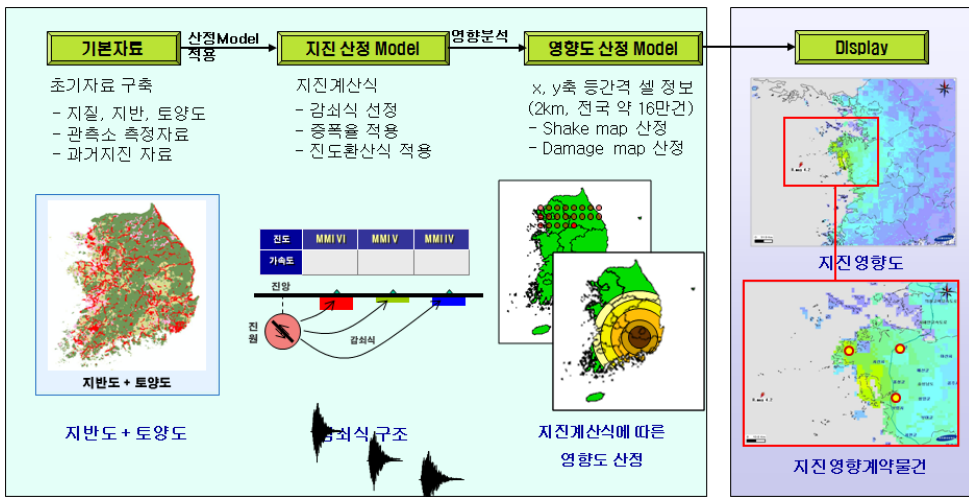 기본자료
산정Model
적용
지진 산정 Model
영향분석
영향도 산정 Model
Display
초기자료 구축
- 지질, 지반, 토양도
- 관측소 측정자료
- 과거지진 자료
지진계산식
- 감쇠식 선정
- 증폭율 적용
- 진도환산식 적용
x, y축 등간격 셀 정보
(2km, 전국 약 16만건)
- Shake map 산정
- Damage map 산정
지반도 + 토양도
지반도 + 토양도
진도
MMI VI
MMI V
MMI IV
가속도
진앙
진원
감쇠식
감쇠식 구조
지진계산식에 따른
영향도 산정
지진영향도
지진영향계약물건